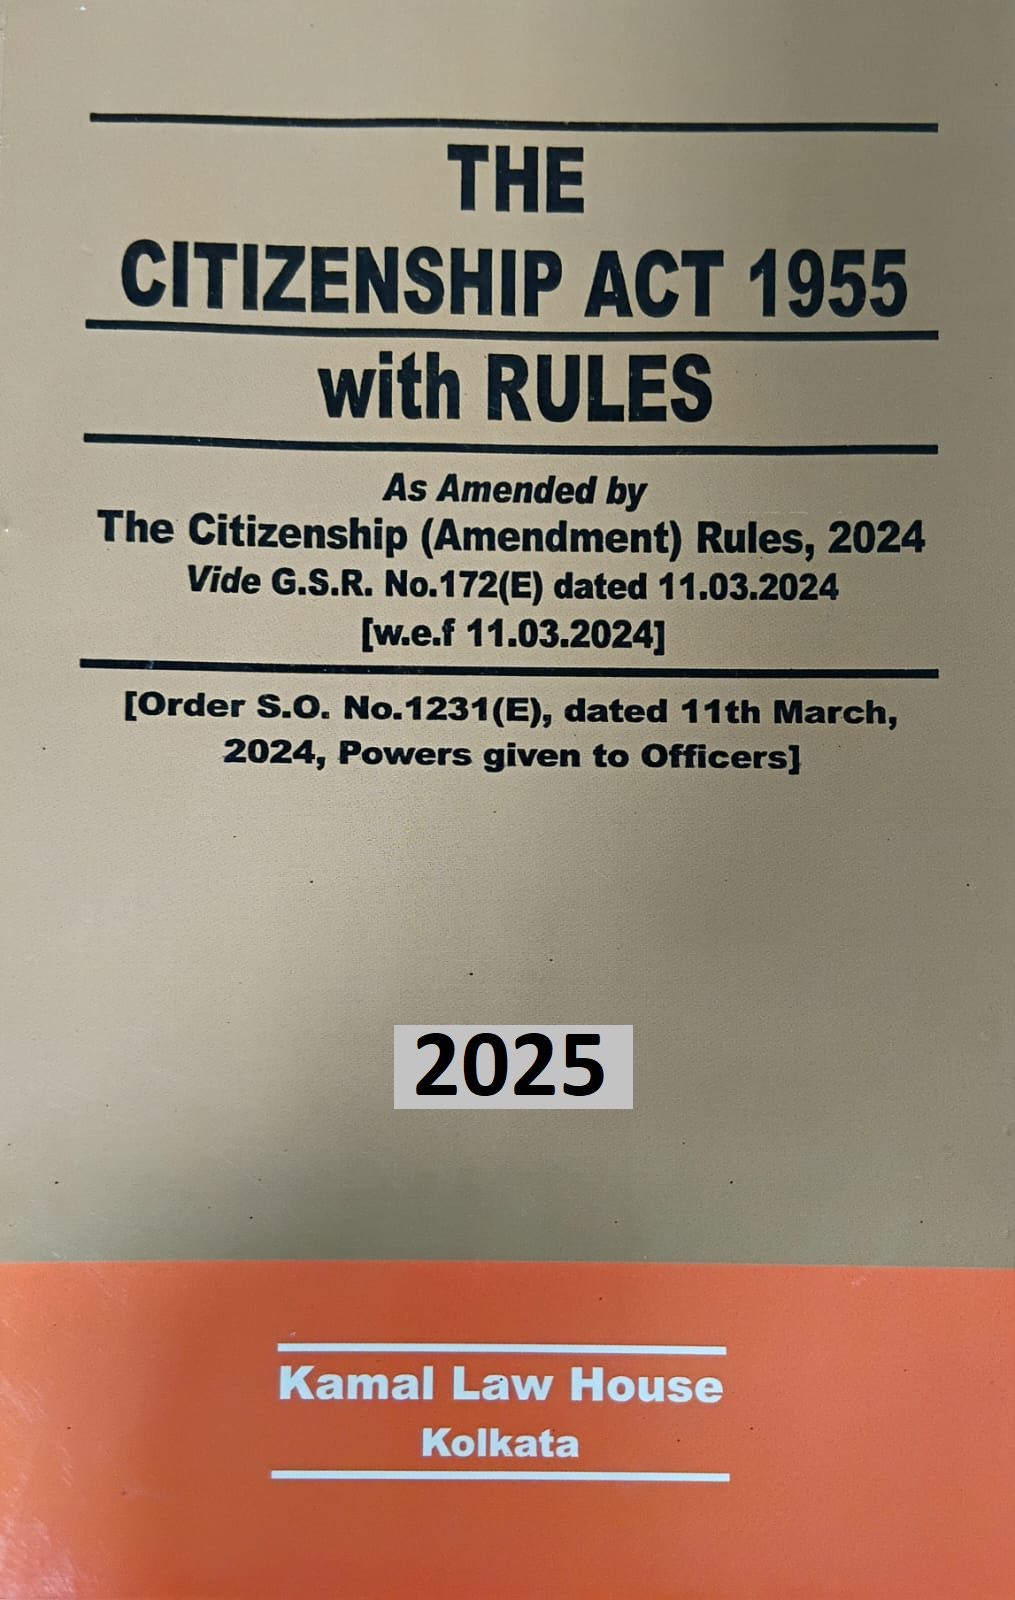 THE
CITIZENSHIP ACT 1955
with RULES
As Amended by
The Citizenship (Amendment) Rules, 2024
Vide G.S.R. No.172(E) dated 11.03.2024
[w.e.f 11.03.2024]
[Order S.O. No.1231(E), dated 11th March,
2024, Powers given to Officers]
2025
Kamal Law House
Kolkata